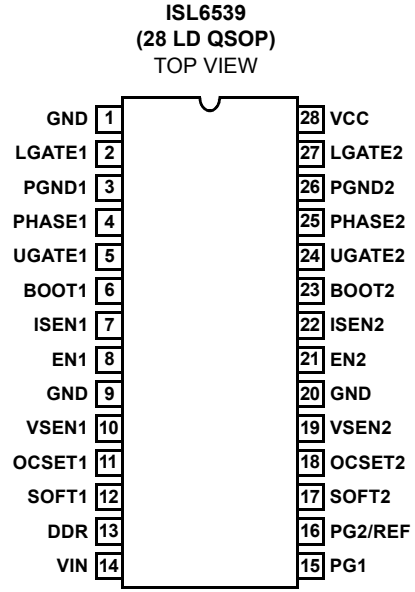 ISL6539
(28 LD QSOP)
TOP VIEW
GND 1 28 VCC
LGATE1 2 27 LGATE2
PGND1 3 26 PGND2
PHASE1 4 25 PHASE2
UGATE1 5 24 UGATE2
BOOT1 6 23 BOOT2
ISEN1 7 22 ISEN2
EN1 8 21 EN2
GND 9 20 GND
VSEN1 10 19 VSEN2
OCSET1 11 18 OCSET2
SOFT1 12 17 SOFT2
DDR 13 16 PG2/REF
VIN 14 15 PG1